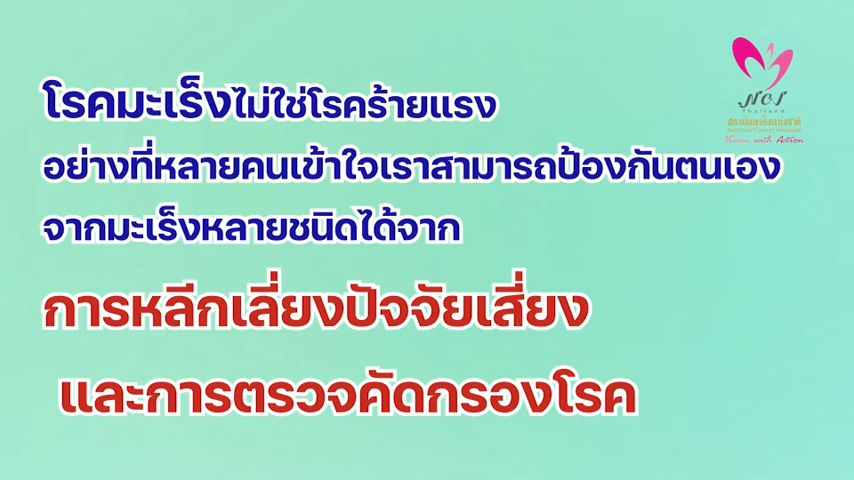 โรคมะเร็งไม่ใช่โรคร้ายแรง
อย่างที่หลายคนเข้าใจเราสามารถป้องกันตนเอง
จากมะเร็งหลายชนิดได้จาก
การหลีกเลี่ยงปัจจัยเสี่ยง
และการตรวจคัดกรองโรค
NCI
Thailand
สถาบันมะเร็งแห่งชาติ
National Cancer Institute
Vision with Action